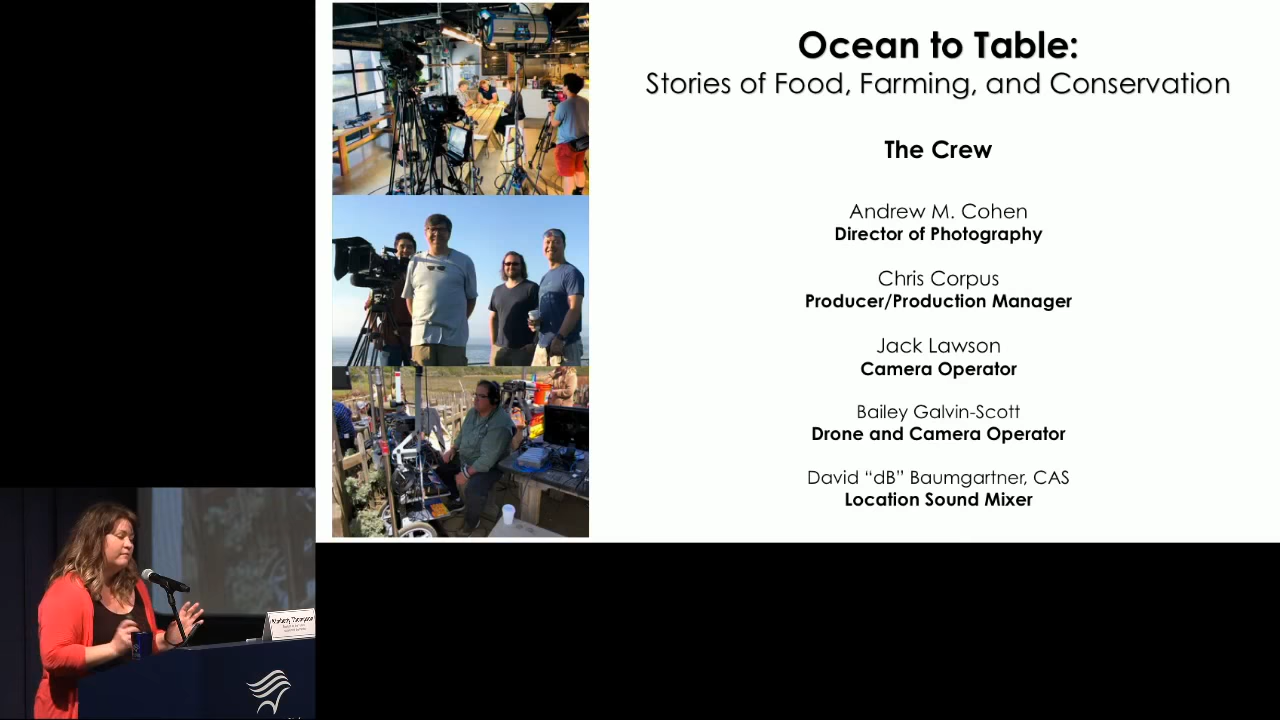 Ocean to Table:
Stories of Food, Farming, and Conservation
The Crew
Andrew M. Cohen
Director of Photography
Chris Corpus
Producer/Production Manager
Jack Lawson
Camera Operator
Bailey Galvin-Scott
Drone and Camera Operator
David “dB” Baumgartner, CAS
Location Sound Mixer
Thompson